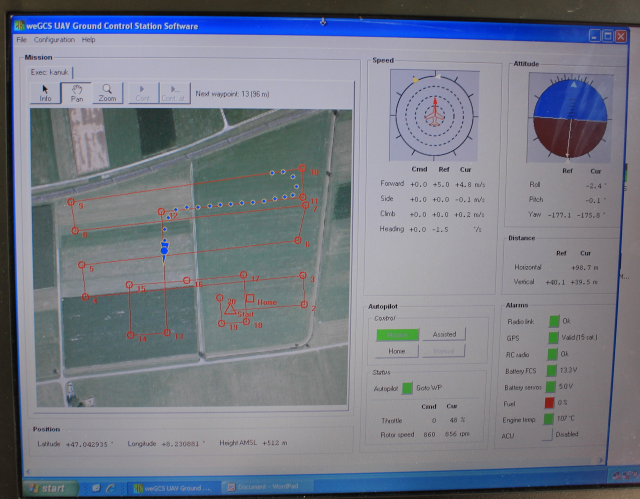 weGCS UAV Ground Control Station Software
File Configuration Help
Mission
Exec: kanuk
Info Pan Zoom Cont Cont at
Next waypoint: 13 (96 m)
9
8
12
11
6
5
15
16
17
3
2
20
Home
Start
19 18
14 13
Position
Latitude +47.042935 ° Longitude +8.230881 ° Height AMSL +512 m
Speed
Cmd Ref Cur
Forward +0.0 +5.0 +4.8 m/s
Side +0.0 +0.0 -0.1 m/s
Climb +0.0 +0.0 +0.2 m/s
Heading +0.0 -1.5 °/s
Attitude
Ref Cur
Roll -2.4 °
Pitch -0.1 °
Yaw -177.1 -175.8 °
Distance
Ref Cur
Horizontal +98.7 m
Vertical +40.1 +39.5 m
Autopilot
Control
Assisted
Home Manual
Status
Autopilot Goto WP
Cmd Cur
Throttle 0 48 %
Rotor speed 860 856 rpm
Alarms
Radio link Ok
GPS Valid (15 sat.)
RC radio Ok
Battery FCS 13.3 V
Battery servo 5.0 V
Fuel 0 %
Engine temp 107 °C
ACU Disabled
start weGCS UAV Ground ... Document - WordPad